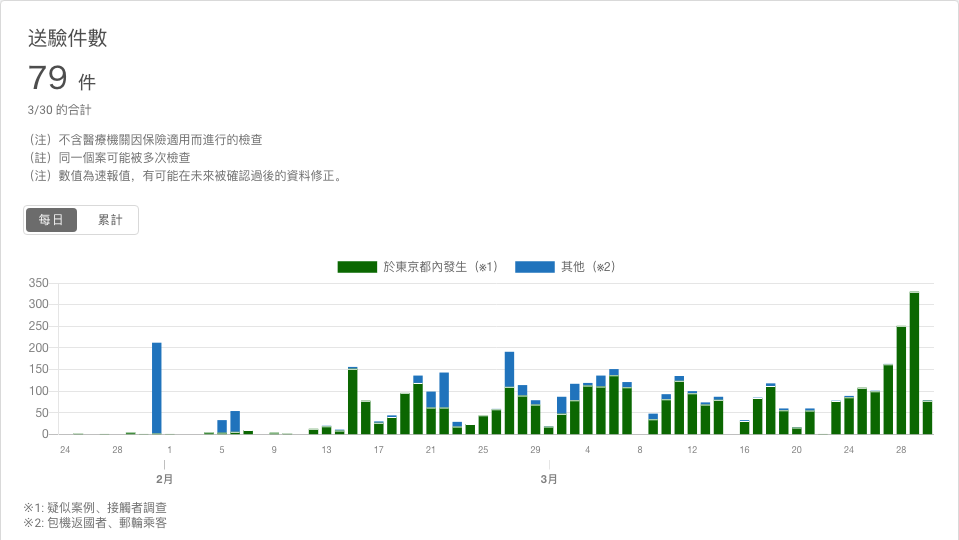 送驗件數
79 件
3/30 的合計
（注）不含醫療機關因保險適用而進行的檢查
（註）同一個案可能被多次檢查
（注）數值為速報值，有可能在未來被確認過後的資料修正。
每日 累計
於東京都內發生（※1） 其他（※2）
350
300
250
200
150
100
50
0
24 28 1 5 9 13 17 21 25 29 4 8 12 16 20 24 28
2月 3月
※1: 疑似案例、接觸者調查
※2: 包機返國者、郵輪乘客